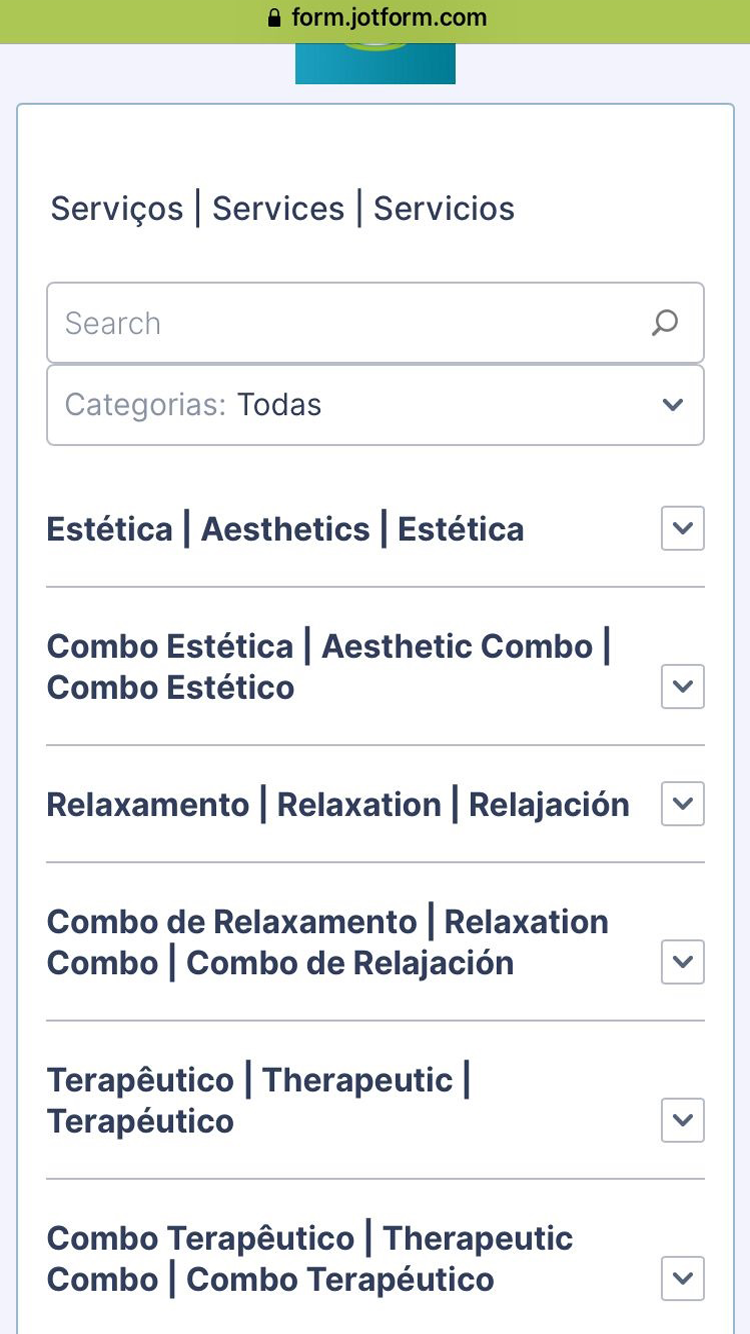 form.jotform.com
Serviços | Services | Servicios
Search
Categorias: Todas
Estética | Aesthetics | Estética
Combo Estética | Aesthetic Combo |
Combo Estético
Relaxamento | Relaxation | Relajación
Combo de Relaxamento | Relaxation
Combo | Combo de Relajación
Terapêutico | Therapeutic |
Terapéutico
Combo Terapêutico | Therapeutic
Combo | Combo Terapéutico